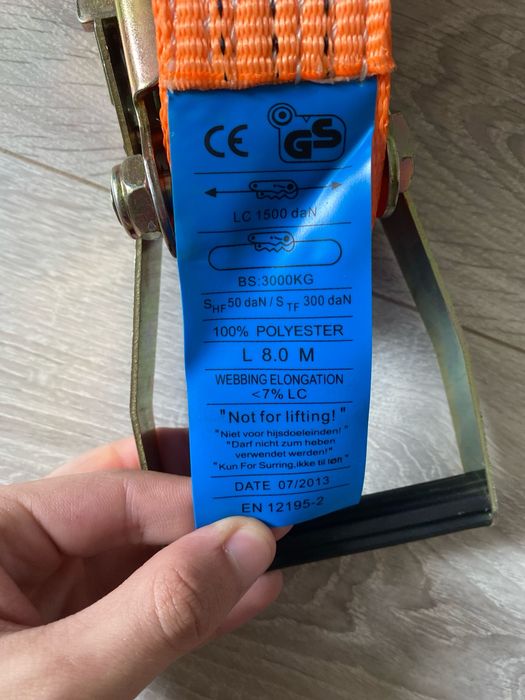 CE
GS
LC 1500 daN
BS:3000KG
SHF 50 daN / STF 300 daN
100% POLYESTER
L 8.0 M
WEBBING ELONGATION
<7% LC
"Not for lifting!"
"Niet voor hijsdoeleinden!"
"Darf nicht zum heben
verwendet werden!"
"Kun For Surring,ikke til løft"
DATE 07/2013
EN 12195-2